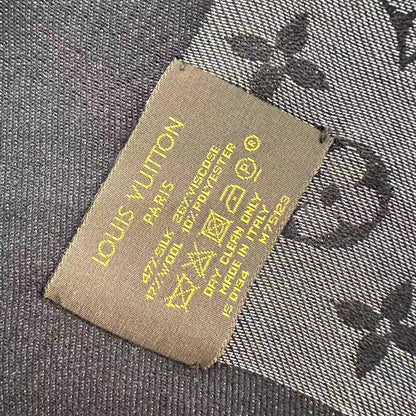 LOUIS VUITTON
PARIS
47% SILK 26% VISCOSE
17% WOOL 10% POLYESTER
P R
DRY CLEAN ONLY
MADE IN ITALY
M75123
IS 0134